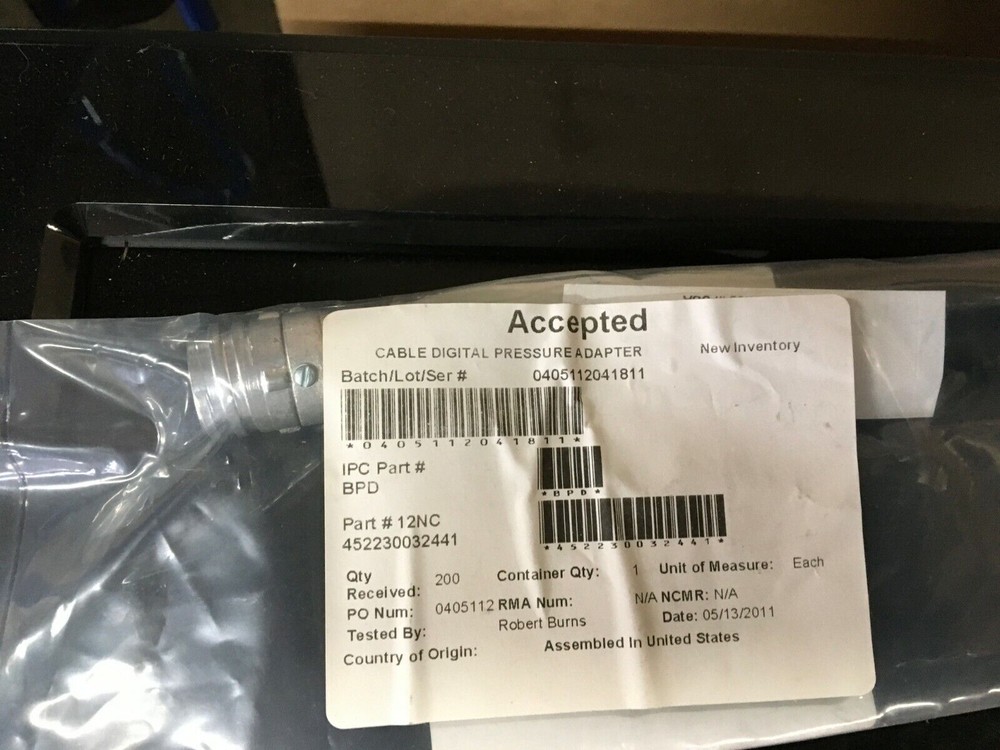 Accepted
CABLE DIGITAL PRESSURE ADAPTER New Inventory
Batch/Lot/Ser # 0405112041811
*0405112041811*
IPC Part #
BPD
*BPD*
Part # 12NC
452230032441
*452230032441*
Qty Received: 200 Container Qty: 1 Unit of Measure: Each
PO Num: 0405112 RMA Num: N/A NCMR: N/A
Tested By: Robert Burns Date: 05/13/2011
Country of Origin: Assembled In United States